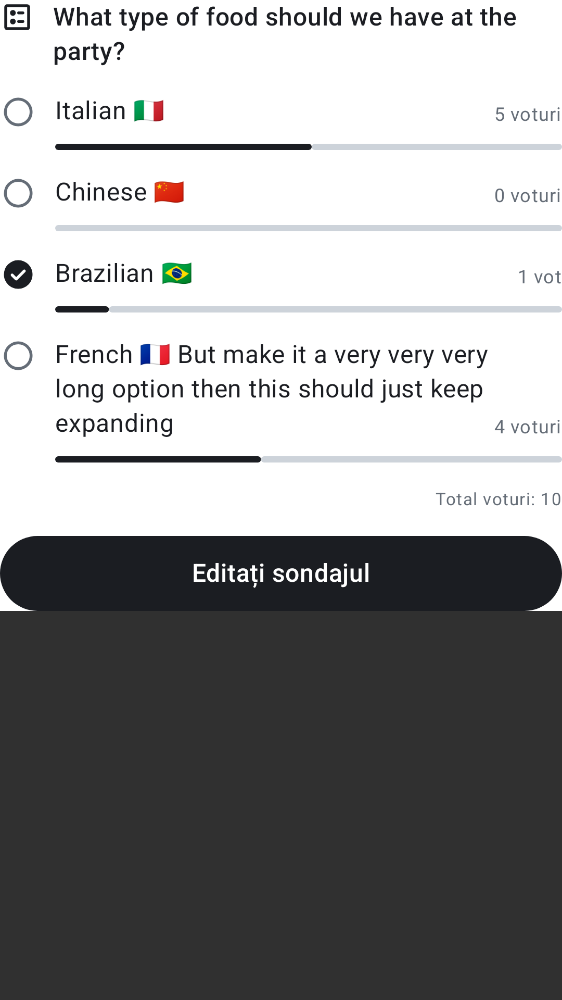 What type of food should we have at the
party?
Italian 🇮🇹 5 voturi
Chinese 🇨🇳 0 voturi
Brazilian 🇧🇷 1 vot
French 🇫🇷 But make it a very very very
long option then this should just keep
expanding 4 voturi
Total voturi: 10
Editați sondajul